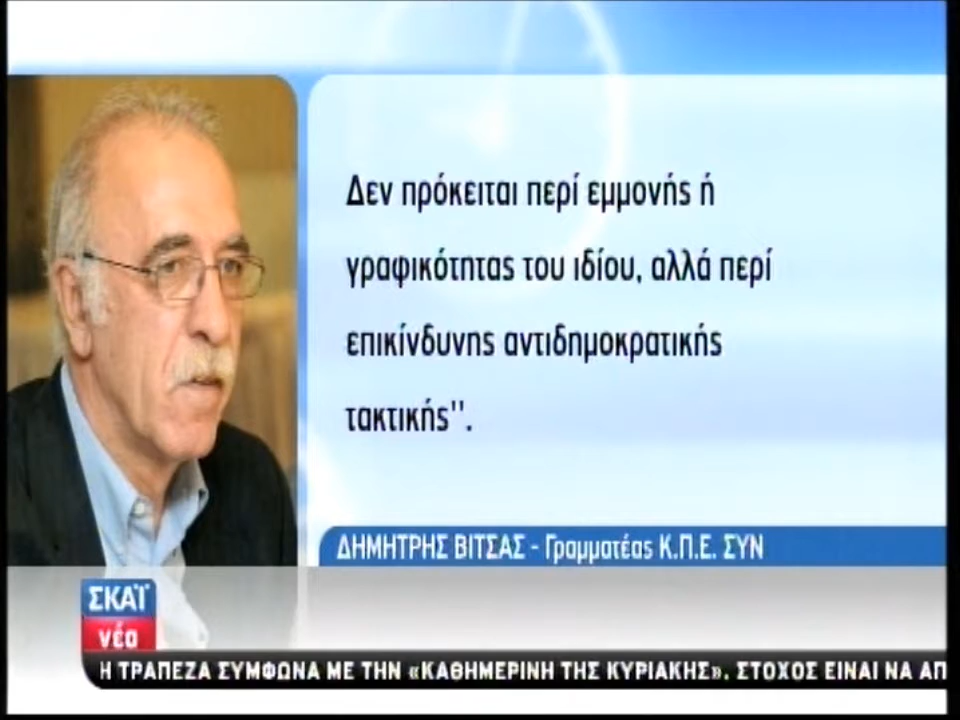 Δεν πρόκειται περί εμμονής ή
γραφικότητας του ιδίου, αλλά περί
επικίνδυνης αντιδημοκρατικής
τακτικής".
ΔΗΜΗΤΡΗΣ ΒΙΤΣΑΣ - Γραμματέας Κ.Π.Ε. ΣΥΝ
ΣΚΑΪ
νέα
Η ΤΡΑΠΕΖΑ ΣΥΜΦΩΝΑ ΜΕ ΤΗΝ «ΚΑΘΗΜΕΡΙΝΗ ΤΗΣ ΚΥΡΙΑΚΗΣ». ΣΤΟΧΟΣ ΕΙΝΑΙ ΝΑ ΑΠ